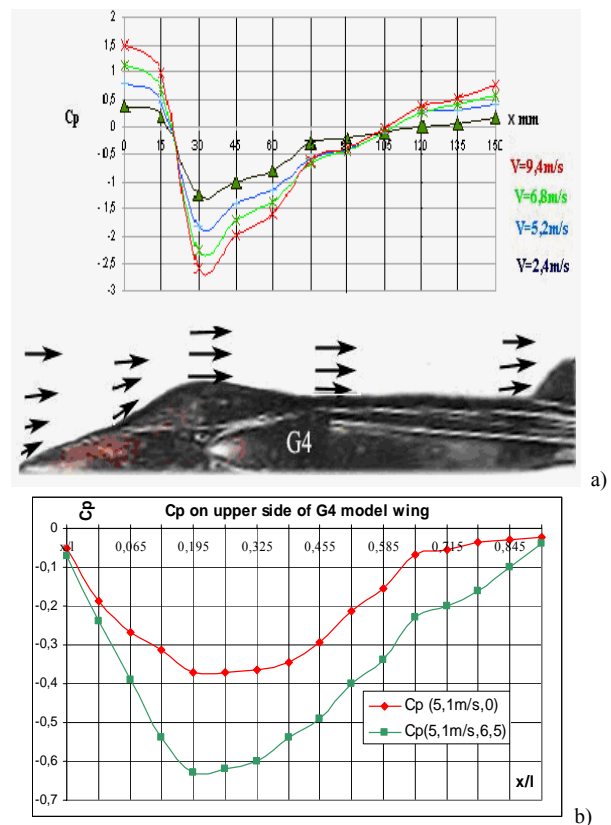 2
1,5
1
0,5
0
-0,5
-1
-1,5
-2
-2,5
-3
Cp
0 15 30 45 60 75 90 105 120 135 150
x mm
V=9,4m/s
V=6,8m/s
V=5,2m/s
V=2,4m/s
G4
a)
Cp on upper side of G4 model wing
Cp
0
-0,1
-0,2
-0,3
-0,4
-0,5
-0,6
-0,7
x/l 0,065 0,195 0,325 0,455 0,585 0,715 0,845
Cp (5,1m/s,0)
Cp(5,1m/s,6,5)
x/l
b)